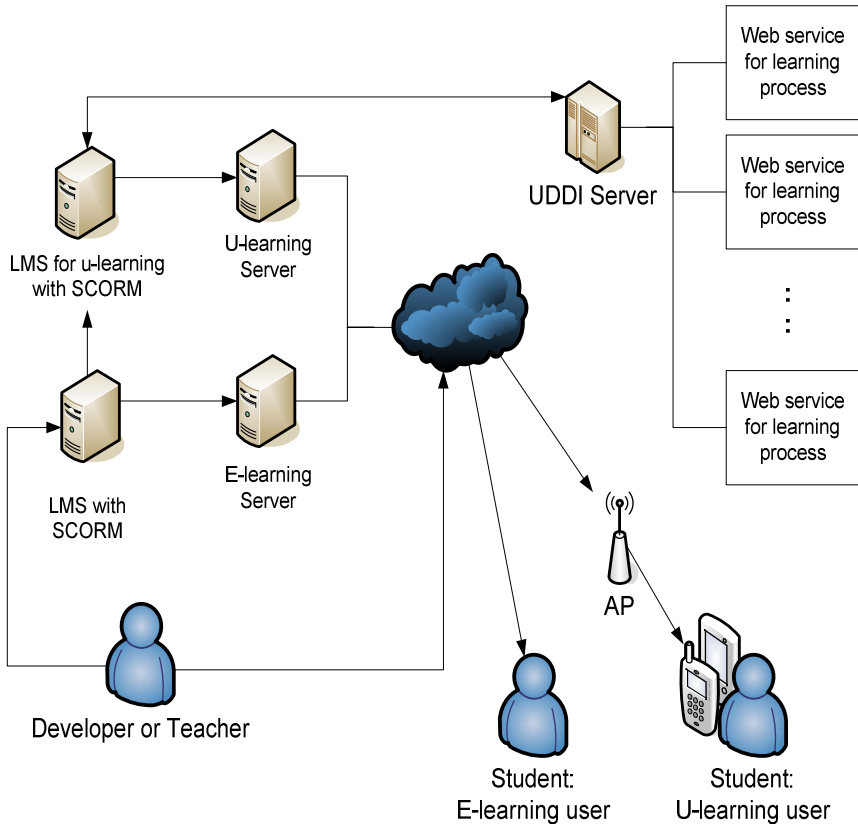 Web service
for learning
process
Web service
for learning
process
UDDI Server
U-learning
Server
LMS for u-learning
with SCORM
:
:
Web service
for learning
process
E-learning
Server
LMS with
SCORM
AP
Developer or Teacher
Student:
E-learning user
Student:
U-learning user